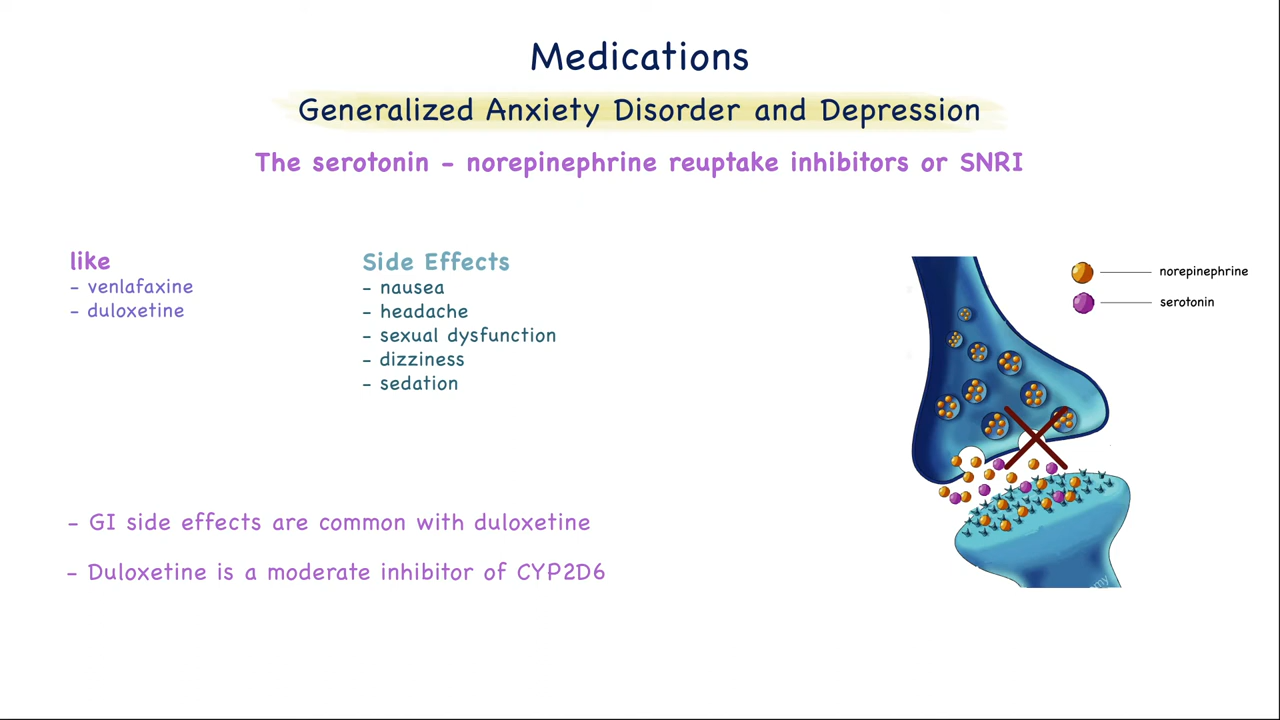 Medications
Generalized Anxiety Disorder and Depression
The serotonin - norepinephrine reuptake inhibitors or SNRI
like
- venlafaxine
- duloxetine
Side Effects
- nausea
- headache
- sexual dysfunction
- dizziness
- sedation
norepinephrine
serotonin
- GI side effects are common with duloxetine
- Duloxetine is a moderate inhibitor of CYP2D6